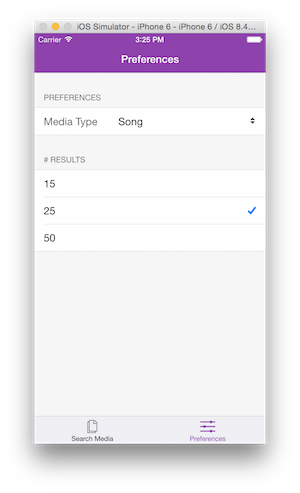 iOS Simulator - iPhone 6 - iPhone 6 / iOS 8.4...
Carrier 3:25 PM
Preferences
PREFERENCES
Media Type Song
# RESULTS
15
25
50
Search Media Preferences